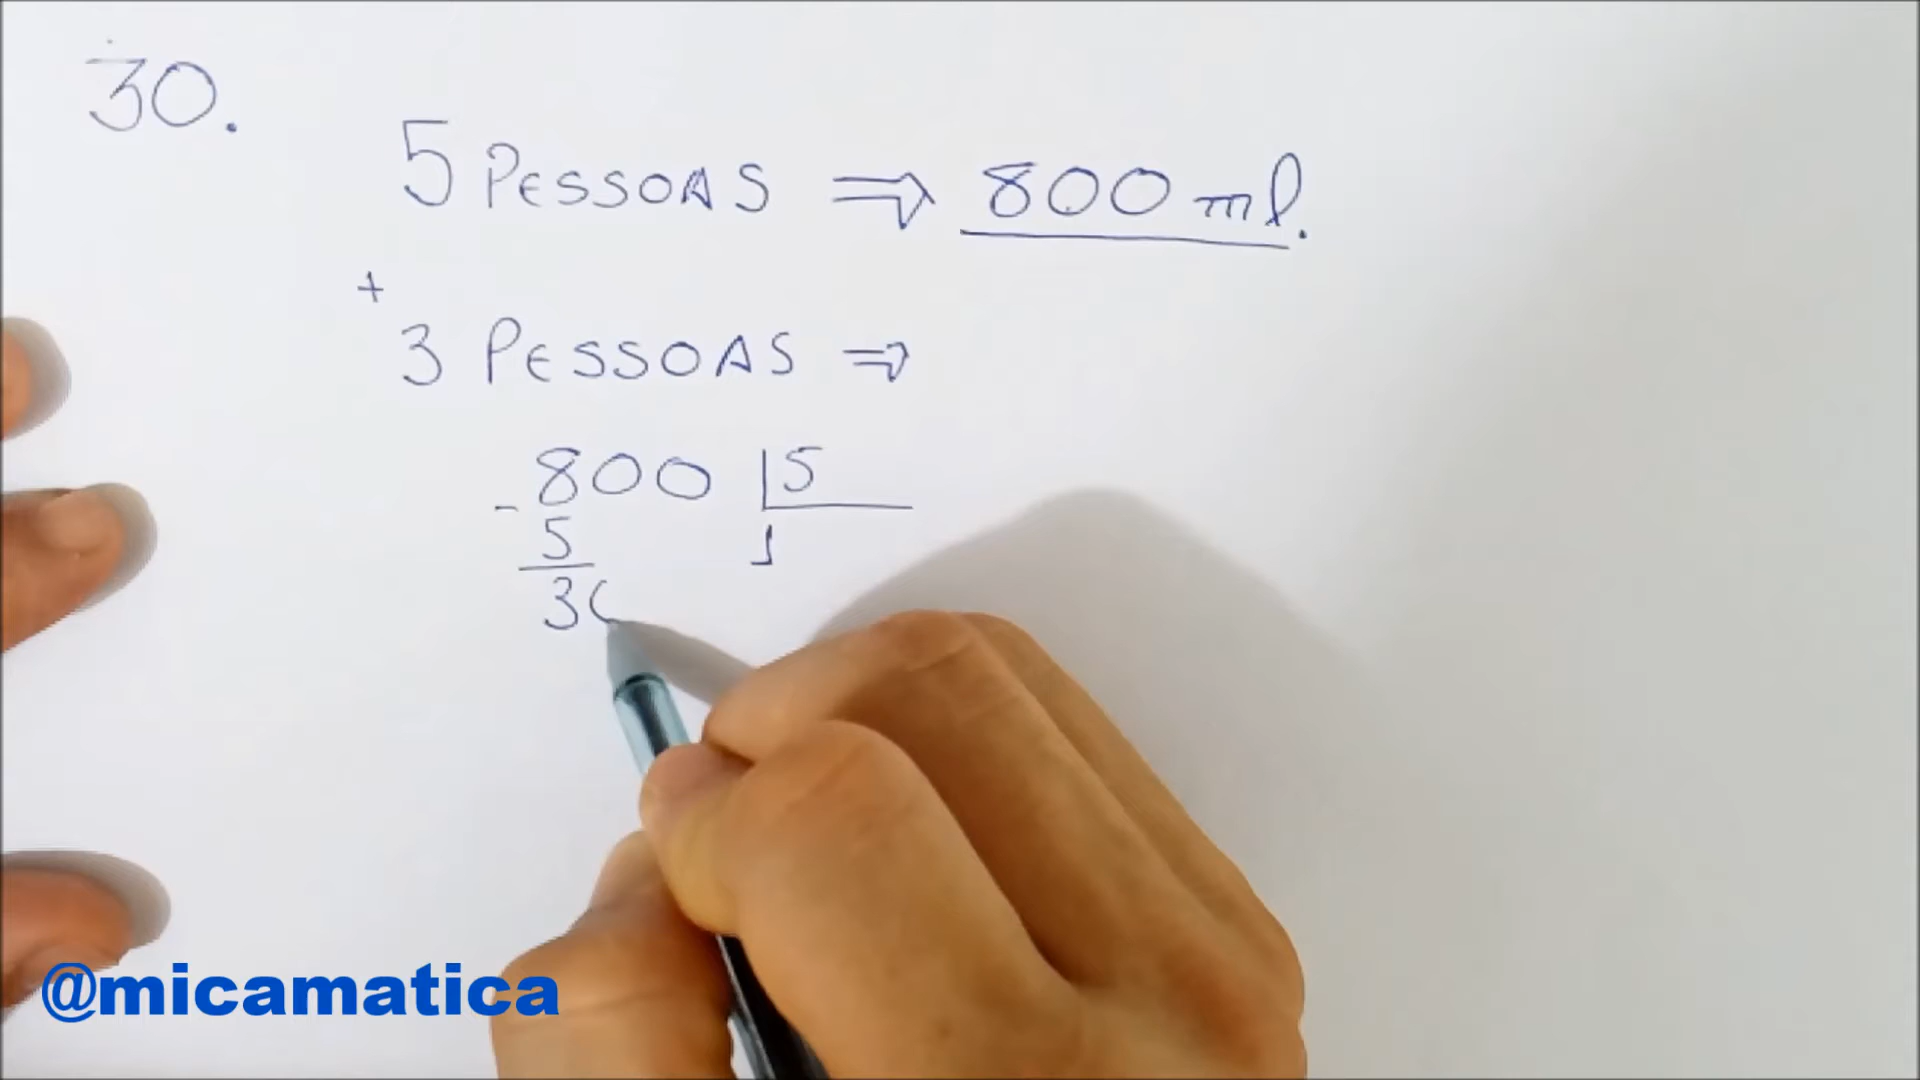 30.
5 PESSOAS ⇒ 800 ml.
+
3 PESSOAS ⇒
- 800 |5
5 1
30
@micamatica